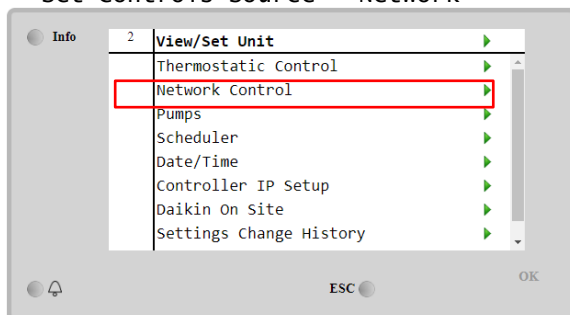 Set Controls Source - Network
Info
2 View/Set Unit
Thermostatic Control
Network Control
Pumps
Scheduler
Date/Time
Controller IP Setup
Daikin On Site
Settings Change History
ESC
OK